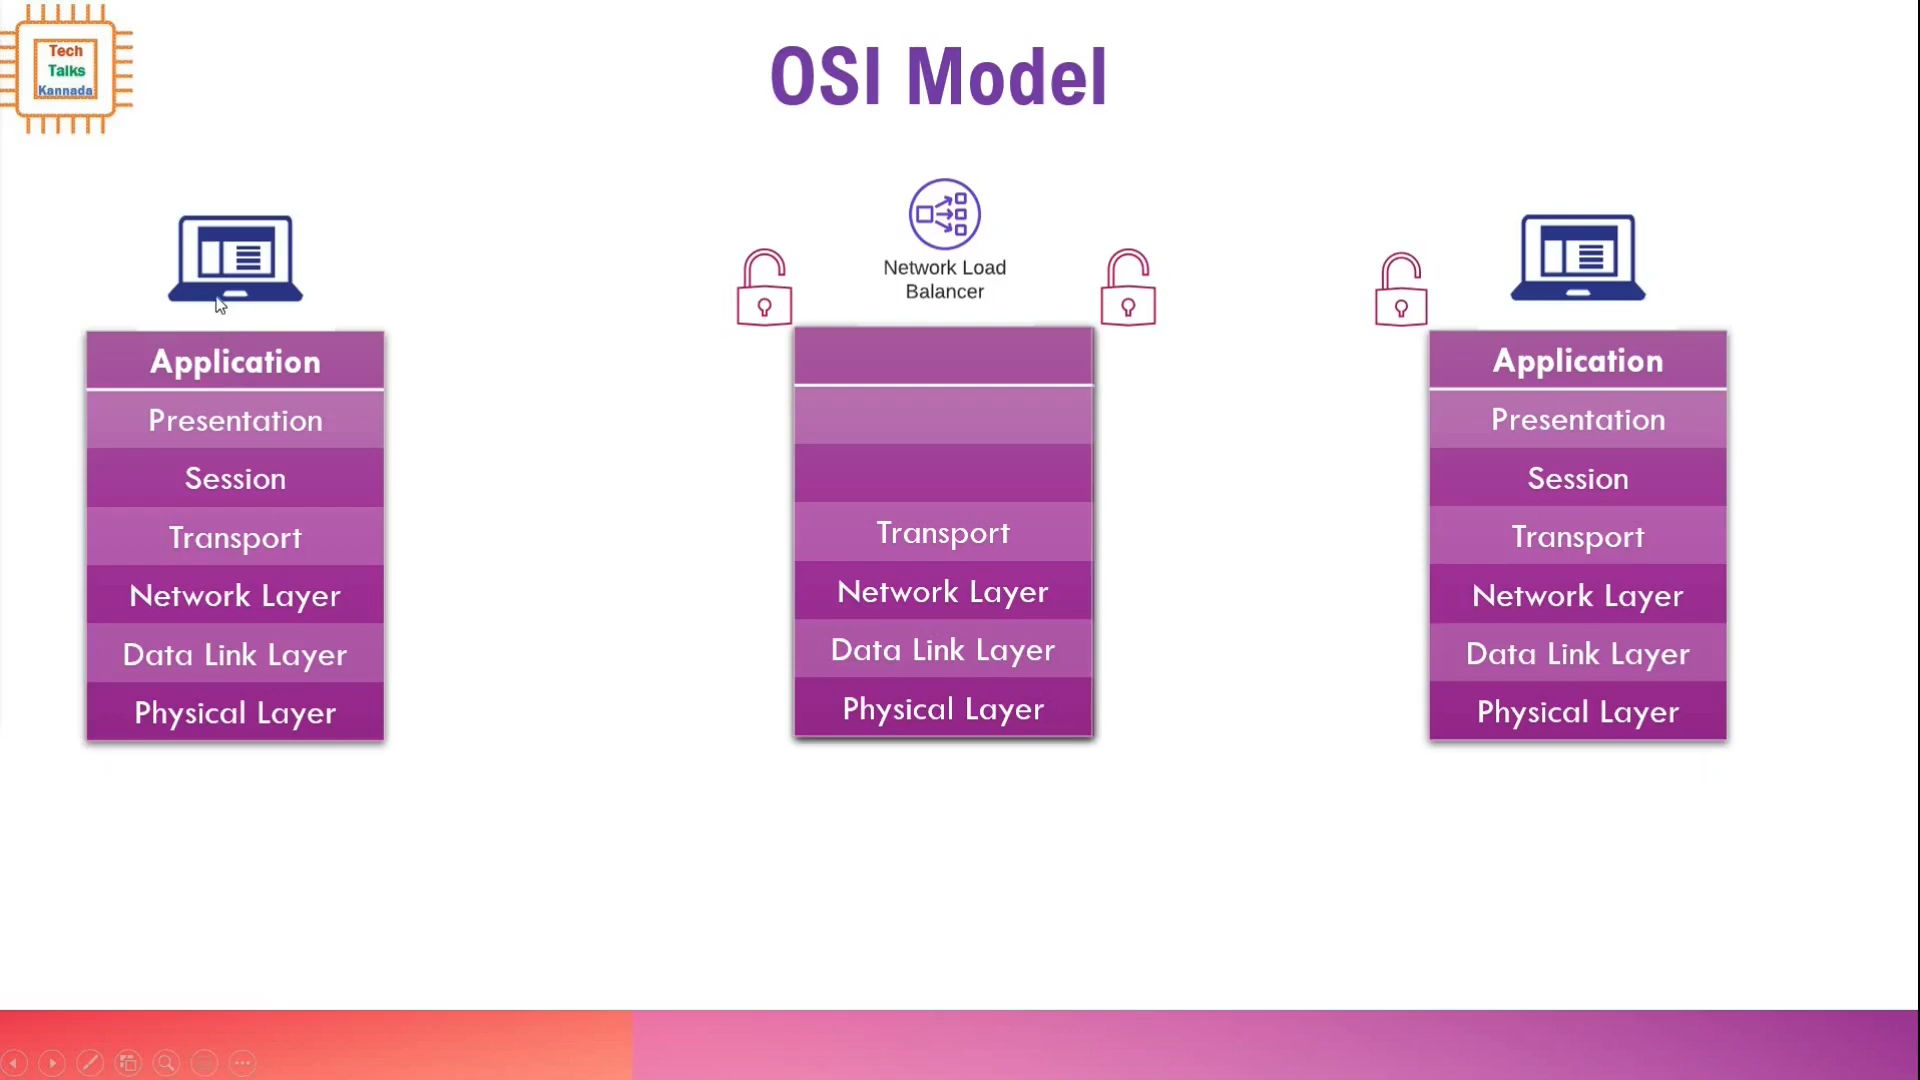 Tech
Talks
Kannada
OSI Model
Network Load
Balancer
Application
Presentation
Session
Transport
Network Layer
Data Link Layer
Physical Layer
Transport
Network Layer
Data Link Layer
Physical Layer
Application
Presentation
Session
Transport
Network Layer
Data Link Layer
Physical Layer